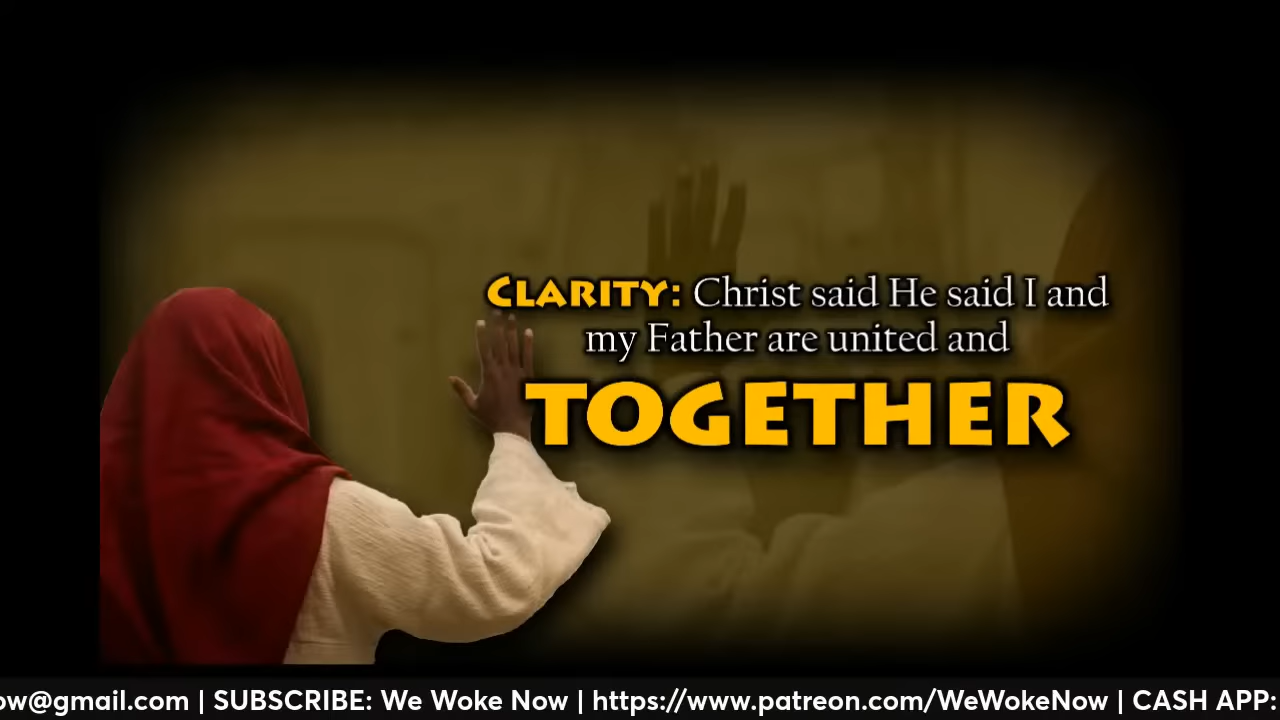 CLARITY: Christ said He said I and
my Father are united and
TOGETHER
ow@gmail.com | SUBSCRIBE: We Woke Now | https://www.patreon.com/WeWokeNow | CASH APP: